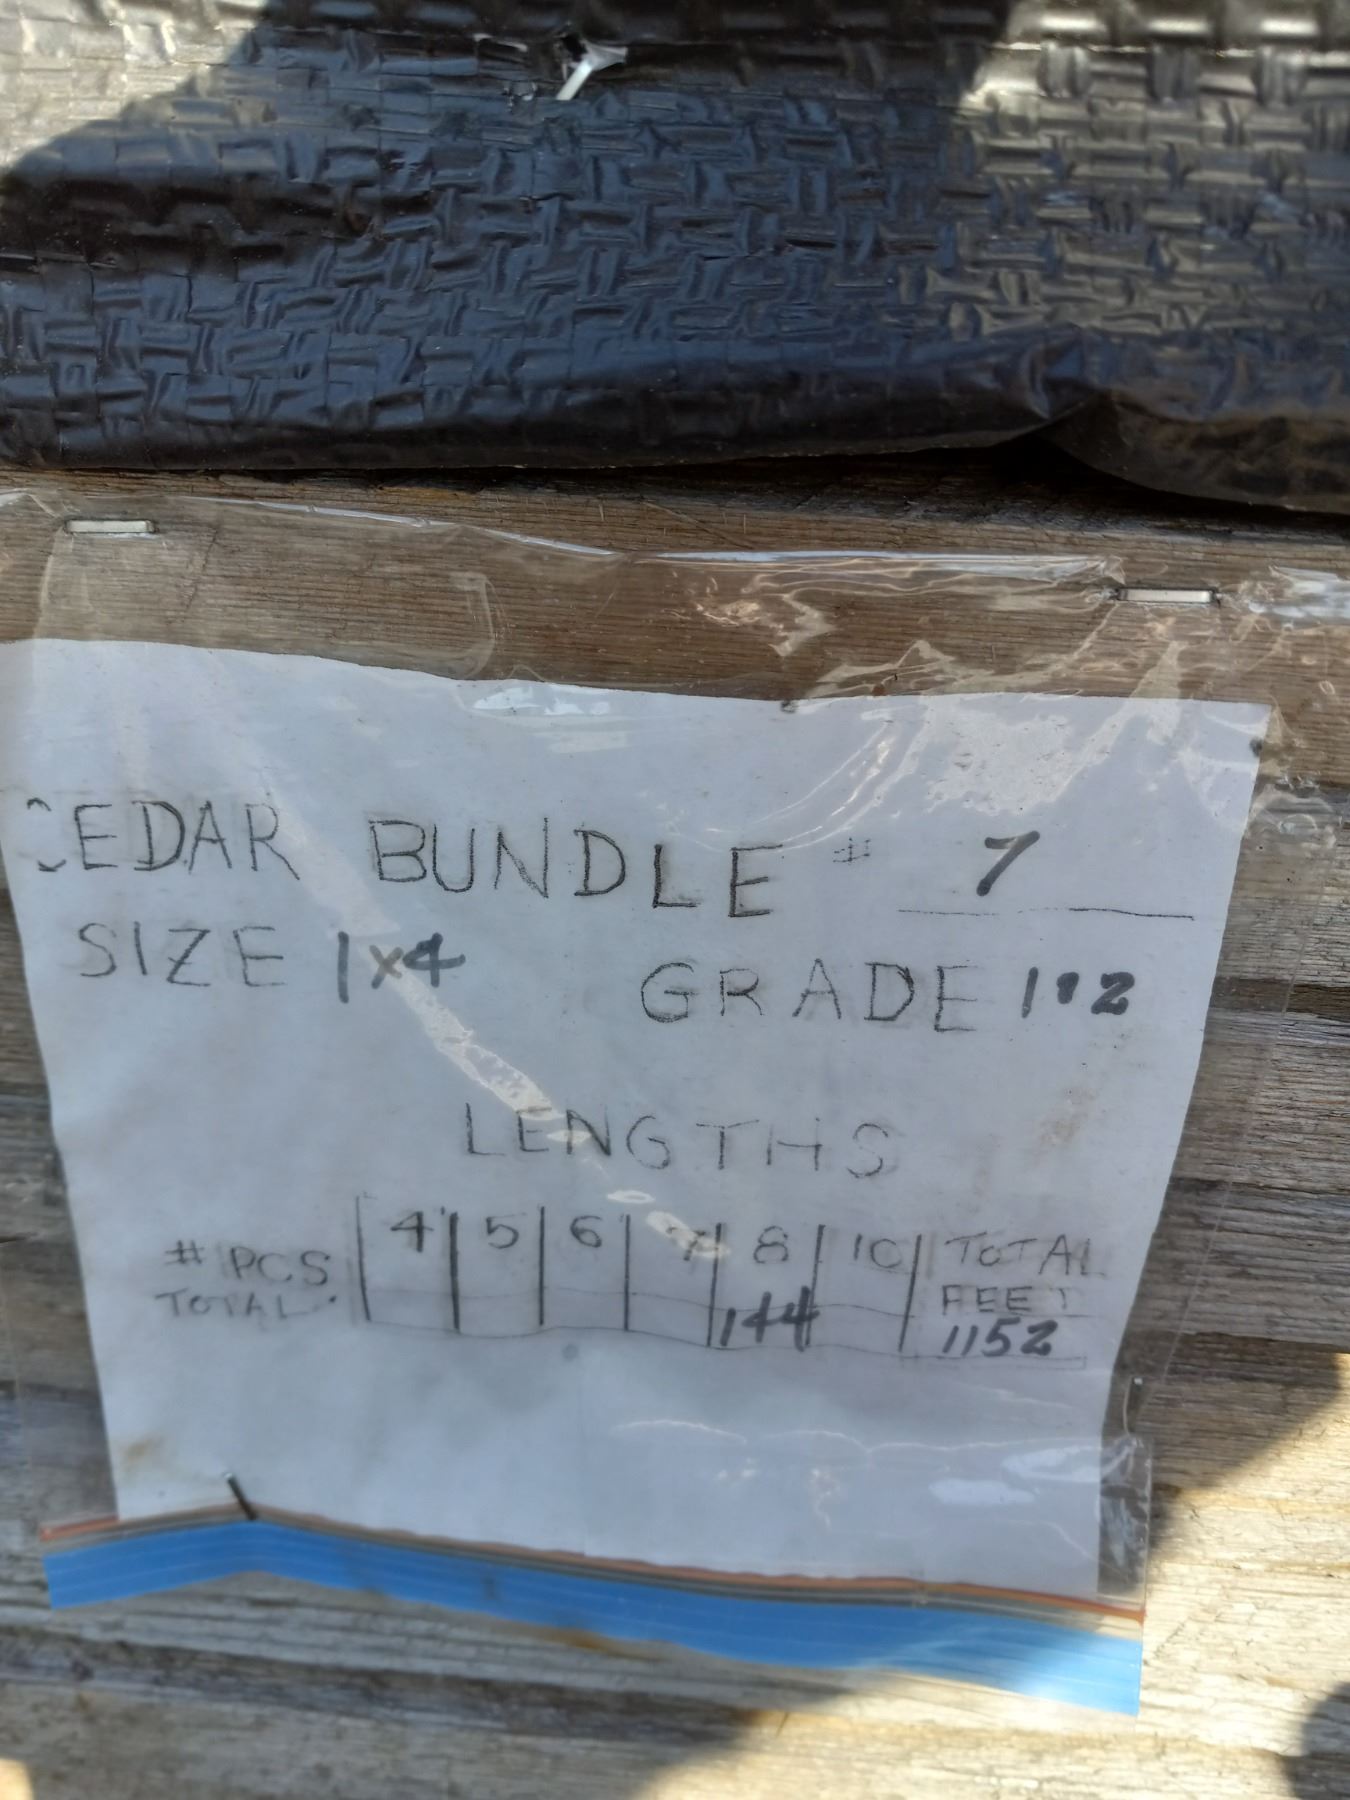 CEDAR BUNDLE # 7
SIZE 1x4 GRADE 1•2
LENGTHS
# PCS 4' 5 6 7 8 10 TOTAL FEET
TOTAL 144 1152